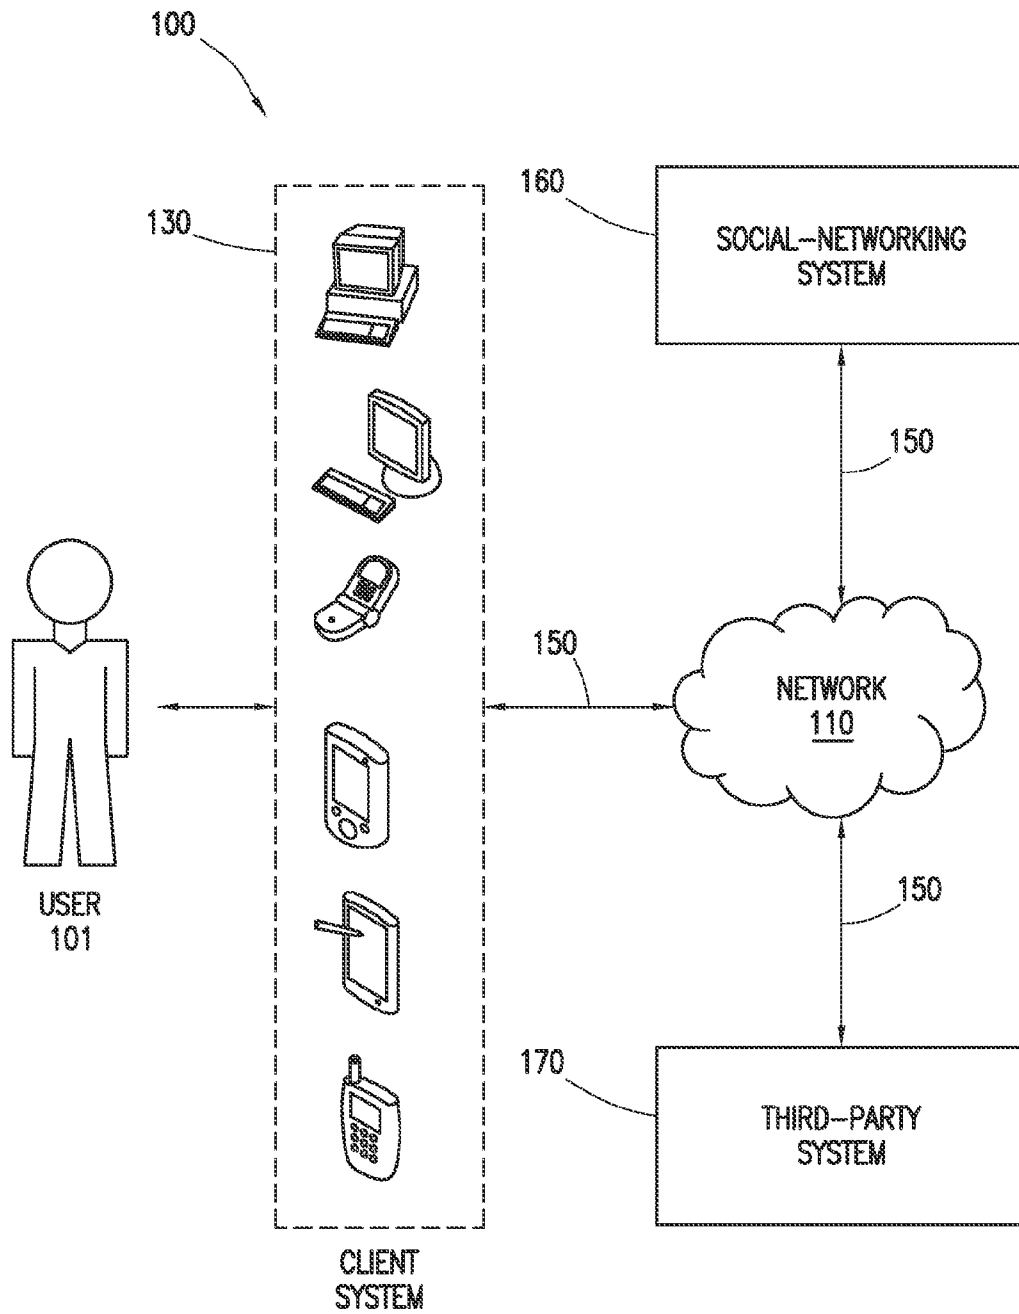 100
130
160
SOCIAL-NETWORKING
SYSTEM
150
150
NETWORK
110
USER
101
150
170
THIRD-PARTY
SYSTEM
CLIENT
SYSTEM